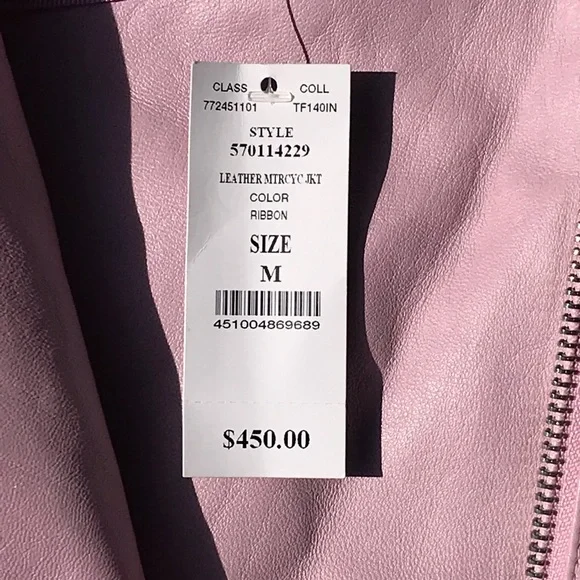 CLASS COLL
772451101 TF140IN
STYLE
570114229
LEATHER MTRCYC JKT
COLOR
RIBBON
SIZE
M
451004869689
$450.00